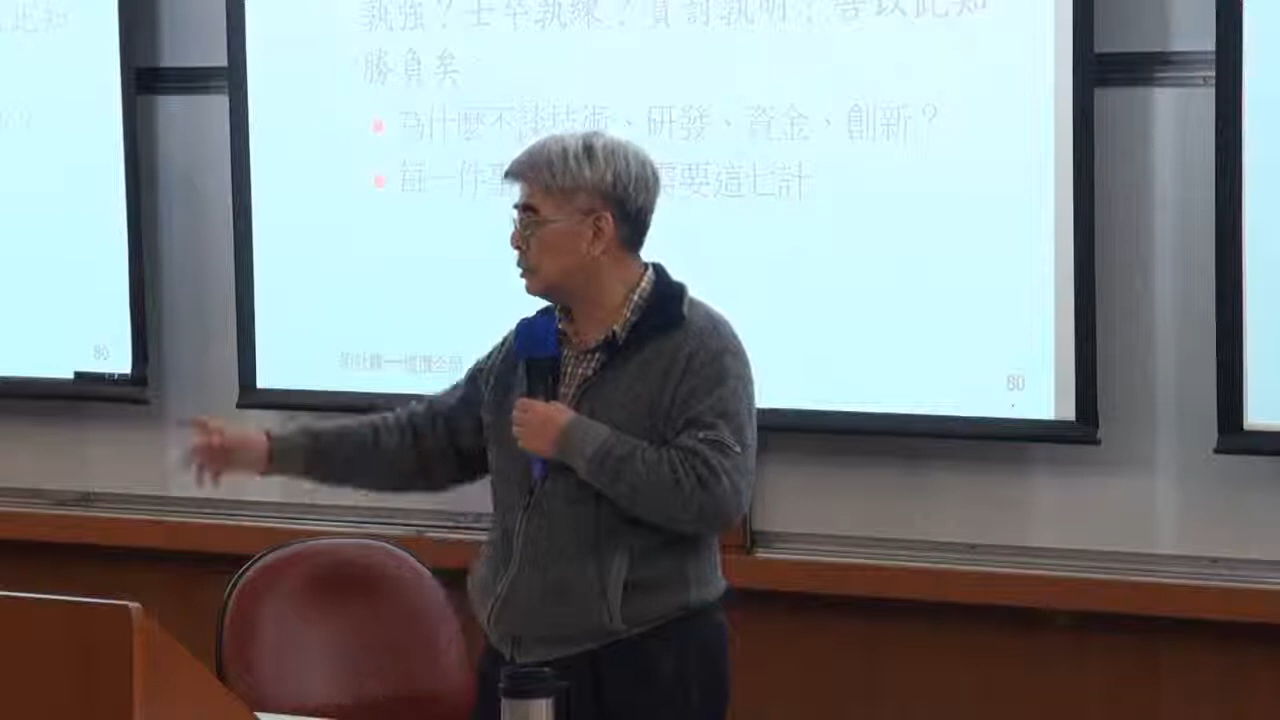 孰強？士卒孰練？賞罰孰明？吾以此知
勝負矣
為什麼不談技術、研發、資金、創新？
每一件事 需要這七計
80
80